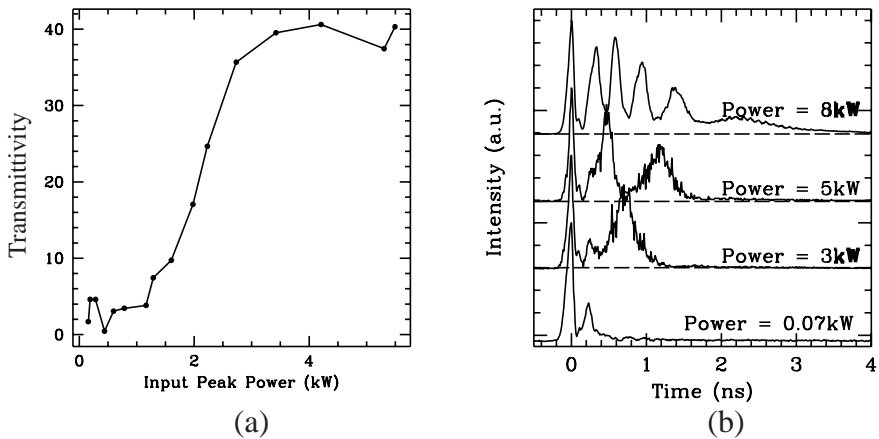 40
30
20
10
0
Transmittivity
0 2 4
Input Peak Power (kW)
(a)
Intensity (a.u.)
Power = 8kW
Power = 5kW
Power = 3kW
Power = 0.07kW
0 1 2 3 4
Time (ns)
(b)